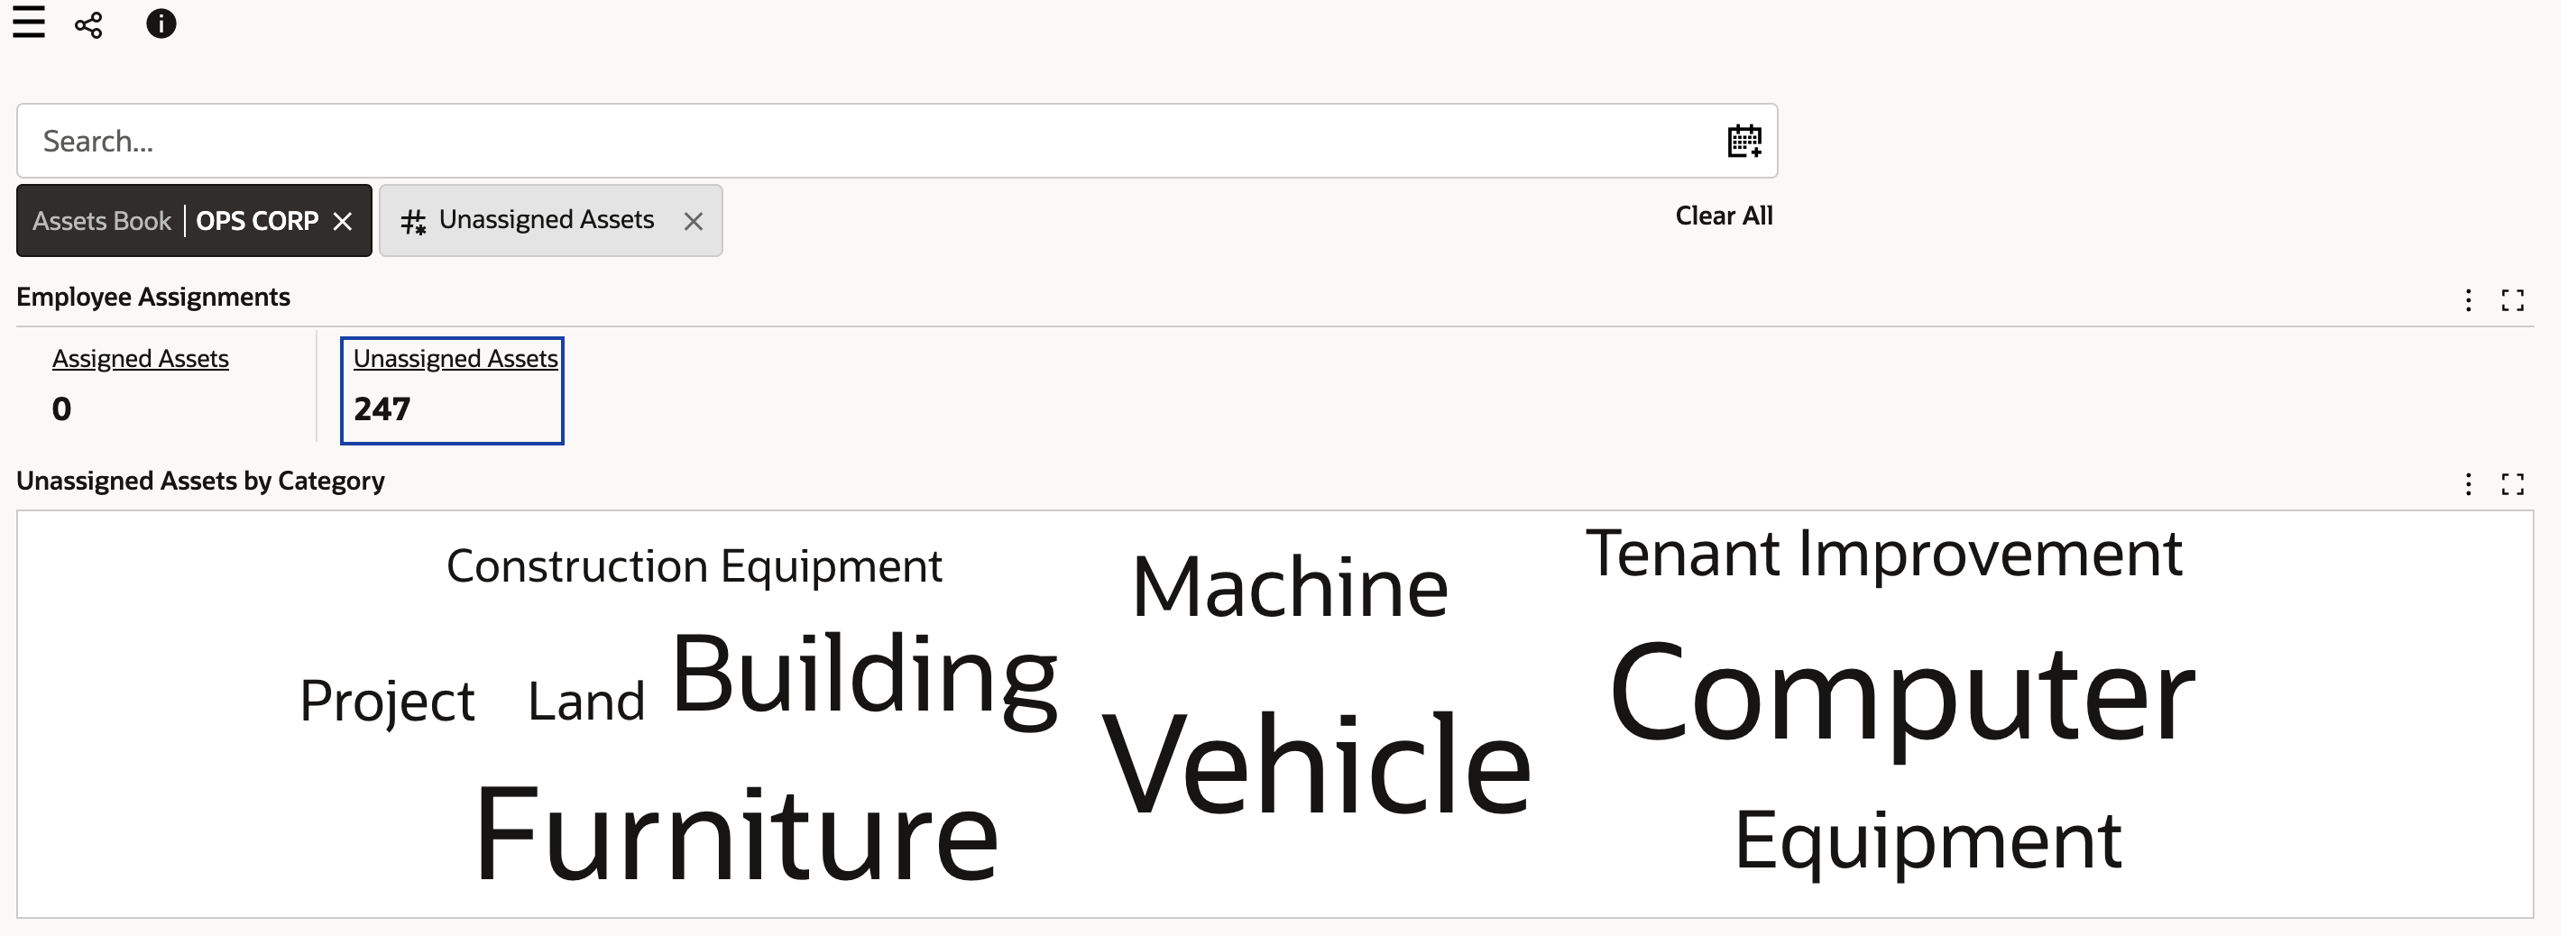 Search...
Assets Book | OPS CORP
Unassigned Assets
Clear All
Employee Assignments
Assigned Assets
0
Unassigned Assets
247
Unassigned Assets by Category
Construction Equipment
Machine
Tenant Improvement
Project
Land
Building
Vehicle
Computer
Furniture
Equipment